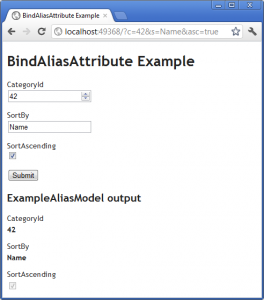 BindAliasAttribute Example
localhost:49368/?c=42&s=Name&asc=true
BindAliasAttribute Example
CategoryId
42
SortBy
Name
SortAscending
Submit
ExampleAliasModel output
CategoryId
42
SortBy
Name
SortAscending